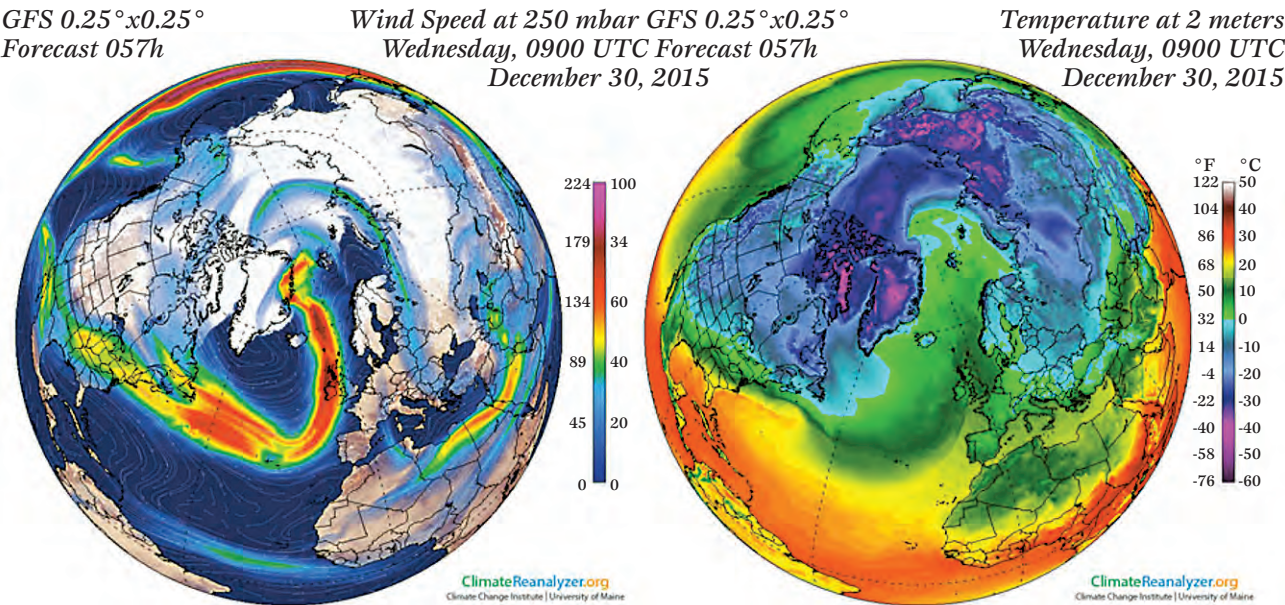 GFS 0.25°x0.25°
Forecast 057h
Wind Speed at 250 mbar
Wednesday, 0900 UTC
December 30, 2015
224 100
179 34
134 60
89 40
45 20
0 0
ClimateReanalyzer.org
Climate Change Institute | University of Maine
GFS 0.25°x0.25°
Forecast 057h
Temperature at 2 meters
Wednesday, 0900 UTC
December 30, 2015
°F °C
122 50
104 40
86 30
68 20
50 10
32 0
14 -10
-4 -20
-22 -30
-40 -40
-58 -50
-76 -60
ClimateReanalyzer.org
Climate Change Institute | University of Maine